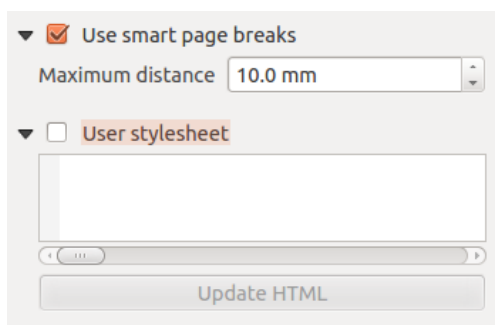 Use smart page breaks
Maximum distance 10.0 mm
User stylesheet
Update HTML